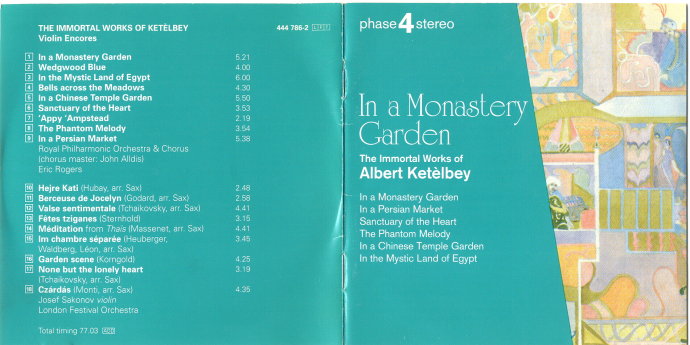 THE IMMORTAL WORKS OF KETÈLBEY 444 786-2
Violin Encores
1 In a Monastery Garden 5.21
2 Wedgwood Blue 4.00
3 In the Mystic Land of Egypt 6.00
4 Bells across the Meadows 4.30
5 In a Chinese Temple Garden 5.50
6 Sanctuary of the Heart 3.53
7 'Appy 'Ampstead 2.19
8 The Phantom Melody 3.54
9 In a Persian Market 5.38
Royal Philharmonic Orchestra & Chorus
(chorus master: John Alldis)
Eric Rogers
10 Hejre Kati (Hubay, arr. Sax) 2.48
11 Berceuse de Jocelyn (Godard, arr. Sax) 2.58
12 Valse sentimentale (Tchaikovsky, arr. Sax) 4.41
13 Fêtes tziganes (Sternhold) 3.15
14 Méditation from Thaïs (Massenet, arr. Sax) 4.41
15 Im chambre séparée (Heuberger, 3.45
Waldberg, Léon, arr. Sax)
16 Garden scene (Korngold) 4.25
17 None but the lonely heart 3.19
(Tchaikovsky, arr. Sax)
18 Czárdás (Monti, arr. Sax) 4.35
Josef Sakonov violin
London Festival Orchestra
Total timing 77.03 ADD
phase 4 stereo
In a Monastery
Garden
The Immortal Works of
Albert Ketèlbey
In a Monastery Garden
In a Persian Market
Sanctuary of the Heart
The Phantom Melody
In a Chinese Temple Garden
In the Mystic Land of Egypt